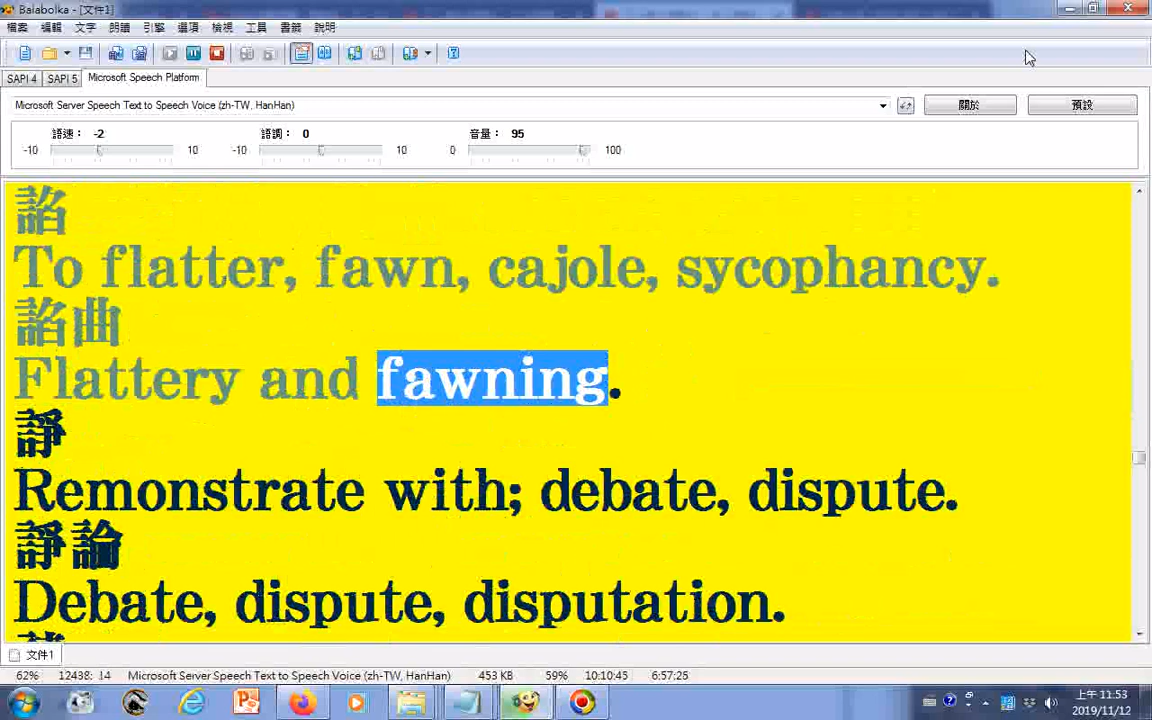 Balabolka - [文件1]
檔案 編輯 文字 朗讀 引擎 選項 檢視 工具 書籤 說明
SAPI 4 SAPI 5 Microsoft Speech Platform
Microsoft Server Speech Text to Speech Voice (zh-TW, HanHan) 關於 預設
語速： -2 語調： 0 音量： 95
-10 10 -10 10 0 100
諂
To flatter, fawn, cajole, sycophancy.
諂曲
Flattery and fawning.
諍
Remonstrate with; debate, dispute.
諍論
Debate, dispute, disputation.
文件1
62% 12438: 14 Microsoft Server Speech Text to Speech Voice (zh-TW, HanHan) 453 KB 59% 10:10:45 6:57:25
上午 11:53
2019/11/12